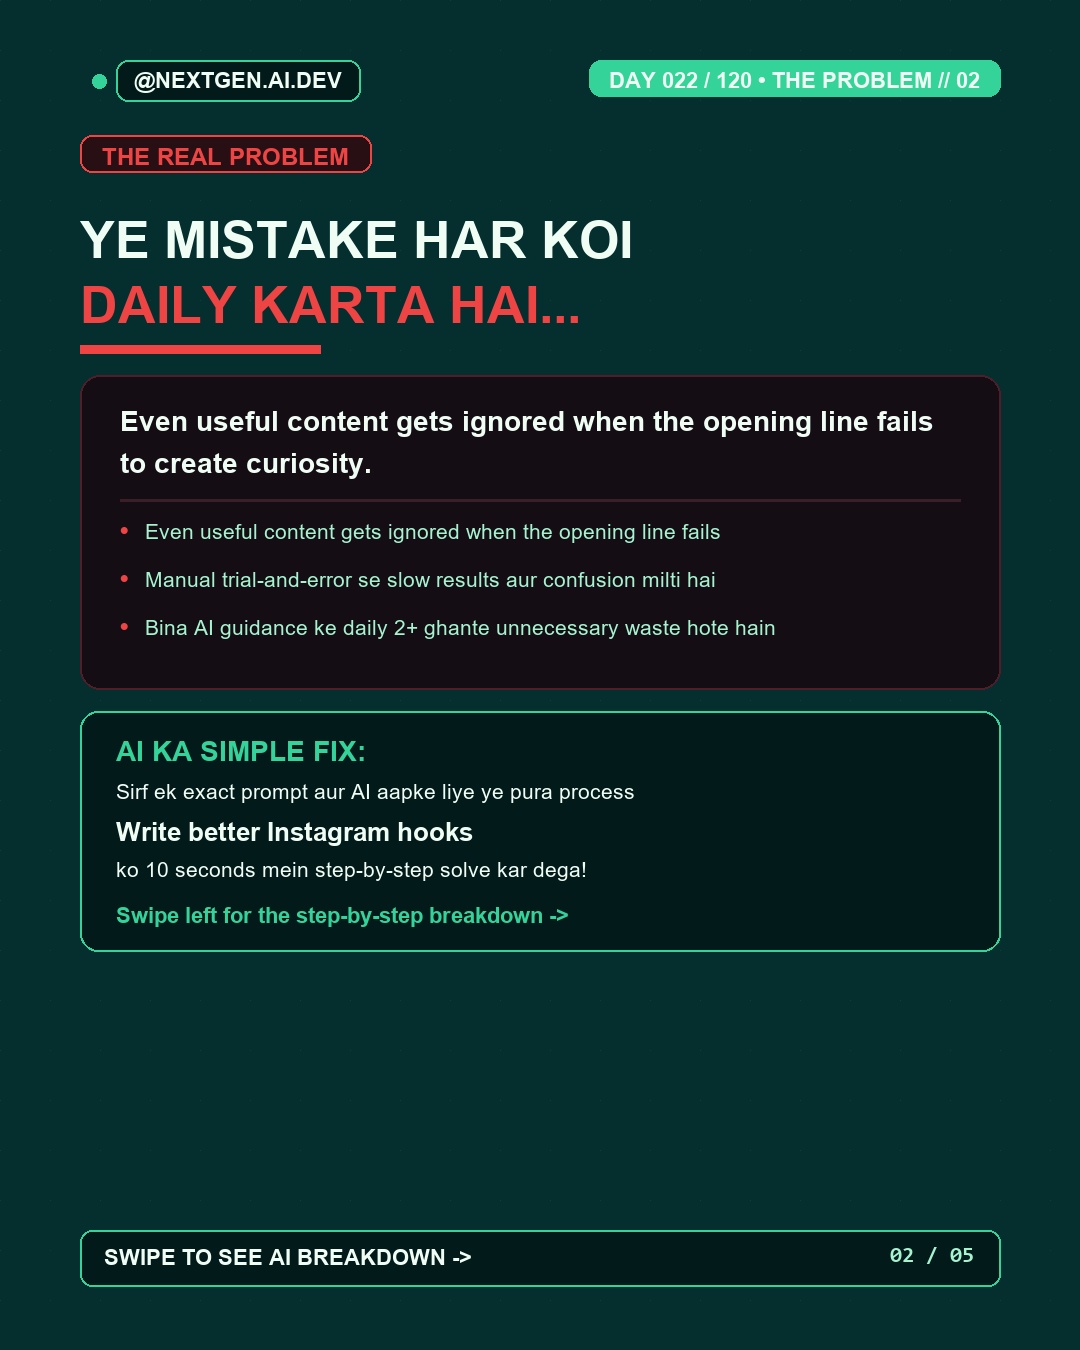 @NEXTGEN.AI.DEV
DAY 022 / 120 • THE PROBLEM // 02
THE REAL PROBLEM
YE MISTAKE HAR KOI
DAILY KARTA HAI...
Even useful content gets ignored when the opening line fails
to create curiosity.
• Even useful content gets ignored when the opening line fails
• Manual trial-and-error se slow results aur confusion milti hai
• Bina AI guidance ke daily 2+ ghante unnecessary waste hote hain
AI KA SIMPLE FIX:
Sirf ek exact prompt aur AI aapke liye ye pura process
Write better Instagram hooks
ko 10 seconds mein step-by-step solve kar dega!
Swipe left for the step-by-step breakdown ->
SWIPE TO SEE AI BREAKDOWN ->
02 / 05